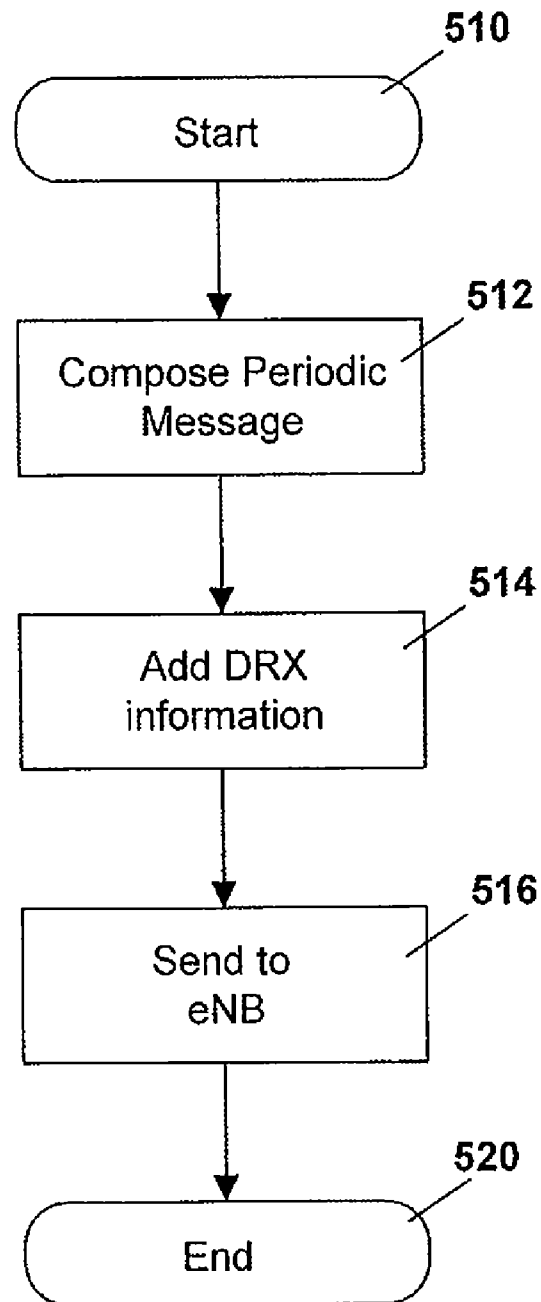 510
Start
512
Compose Periodic
Message
514
Add DRX
information
516
Send to
eNB
520
End